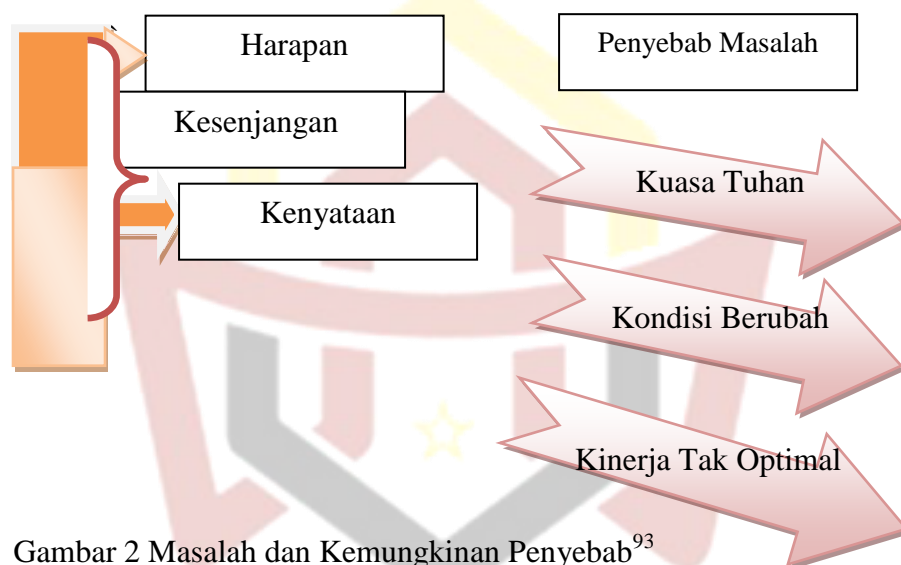 Harapan
Penyebab Masalah
Kesenjangan
Kuasa Tuhan
Kenyataan
Kondisi Berubah
Kinerja Tak Optimal
Gambar 2 Masalah dan Kemungkinan Penyebab93